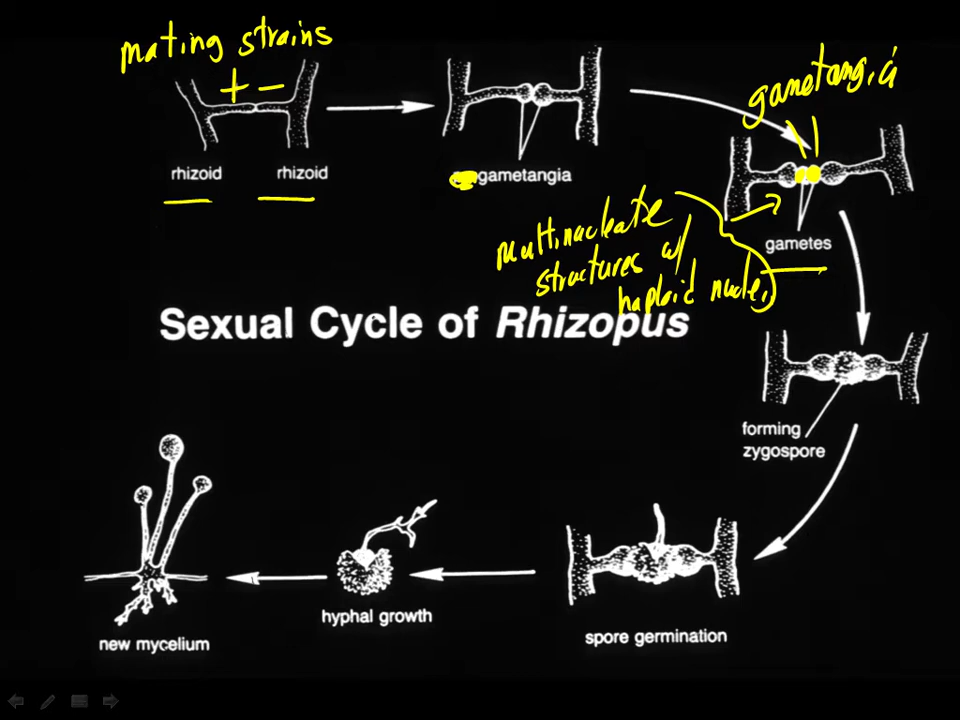 mating strains
+ -
rhizoid
rhizoid
gametangia
gametangia
gametes
multinucleate
structures w/
haploid nuclei
Sexual Cycle of Rhizopus
forming
zygospore
spore germination
hyphal growth
new mycelium